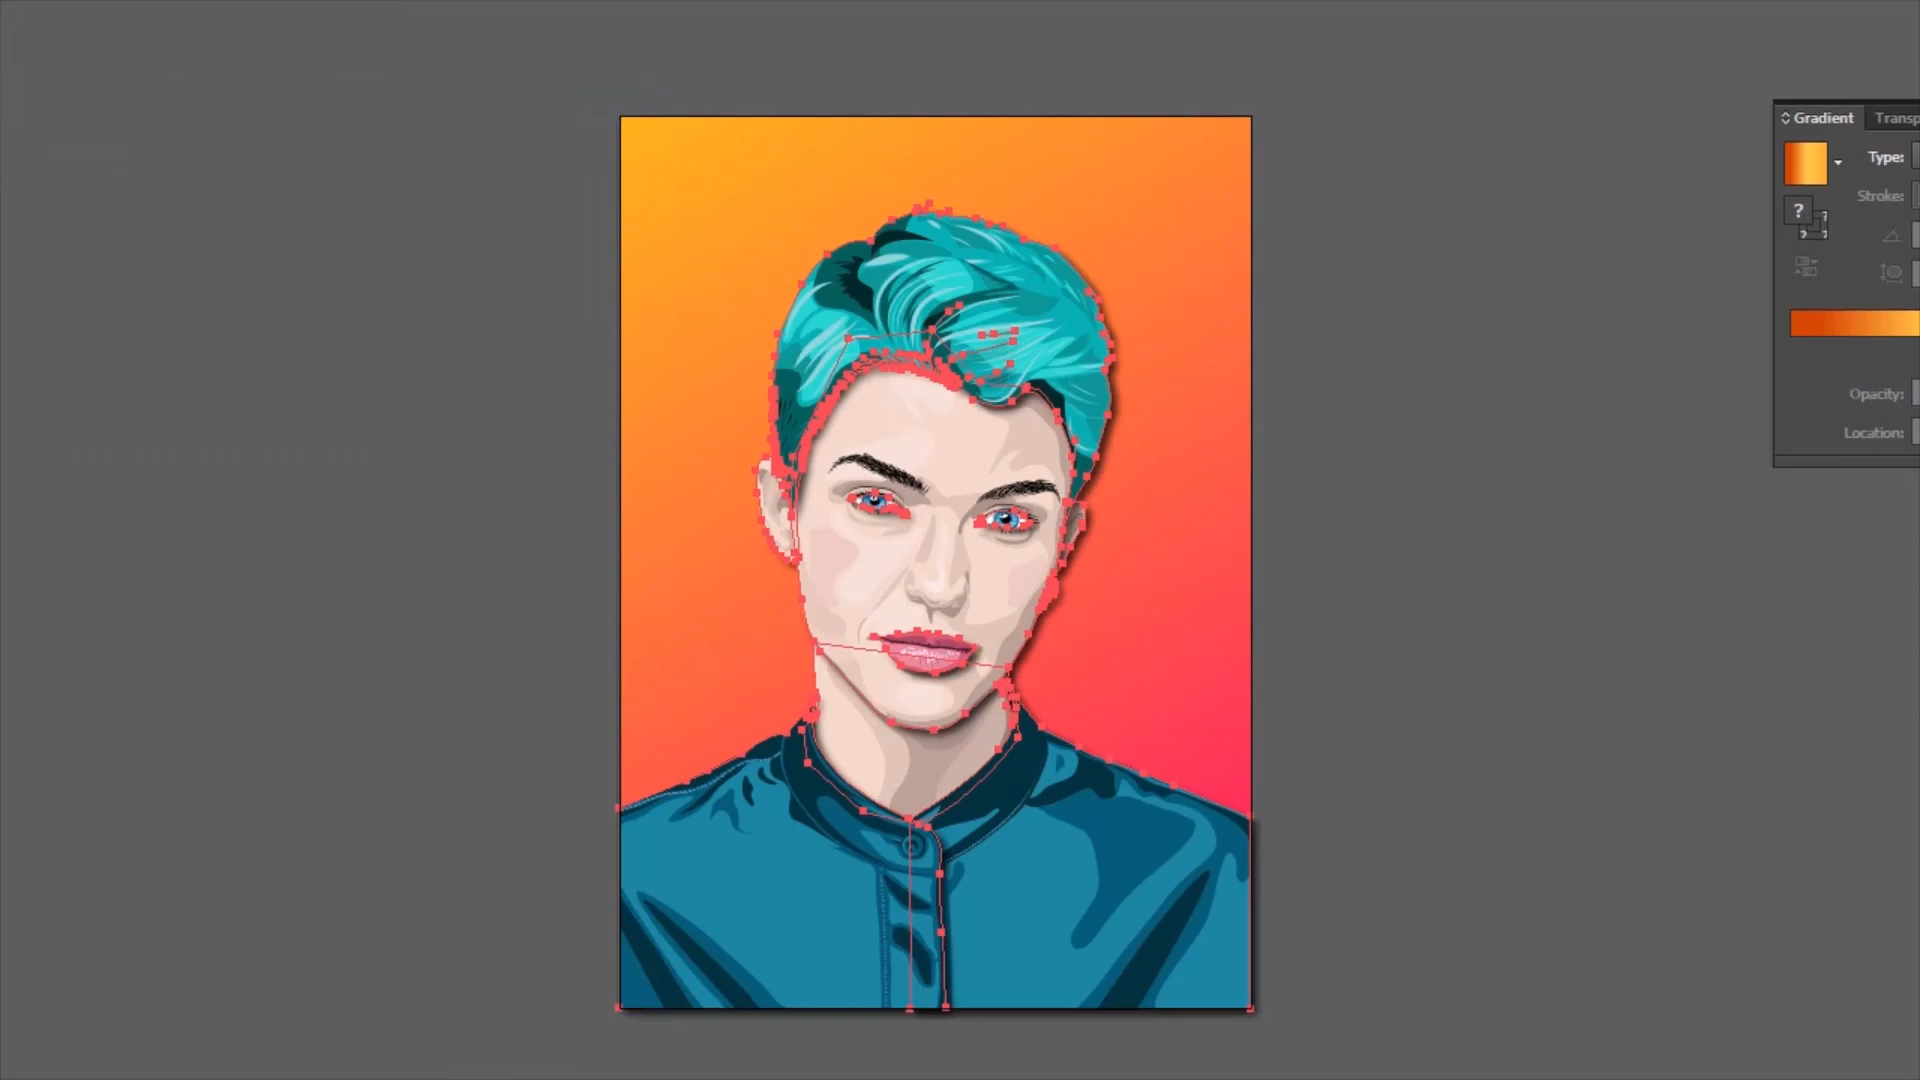 Gradient
Transp
Type:
Stroke:
?
?
?
?
Opacity:
Location: